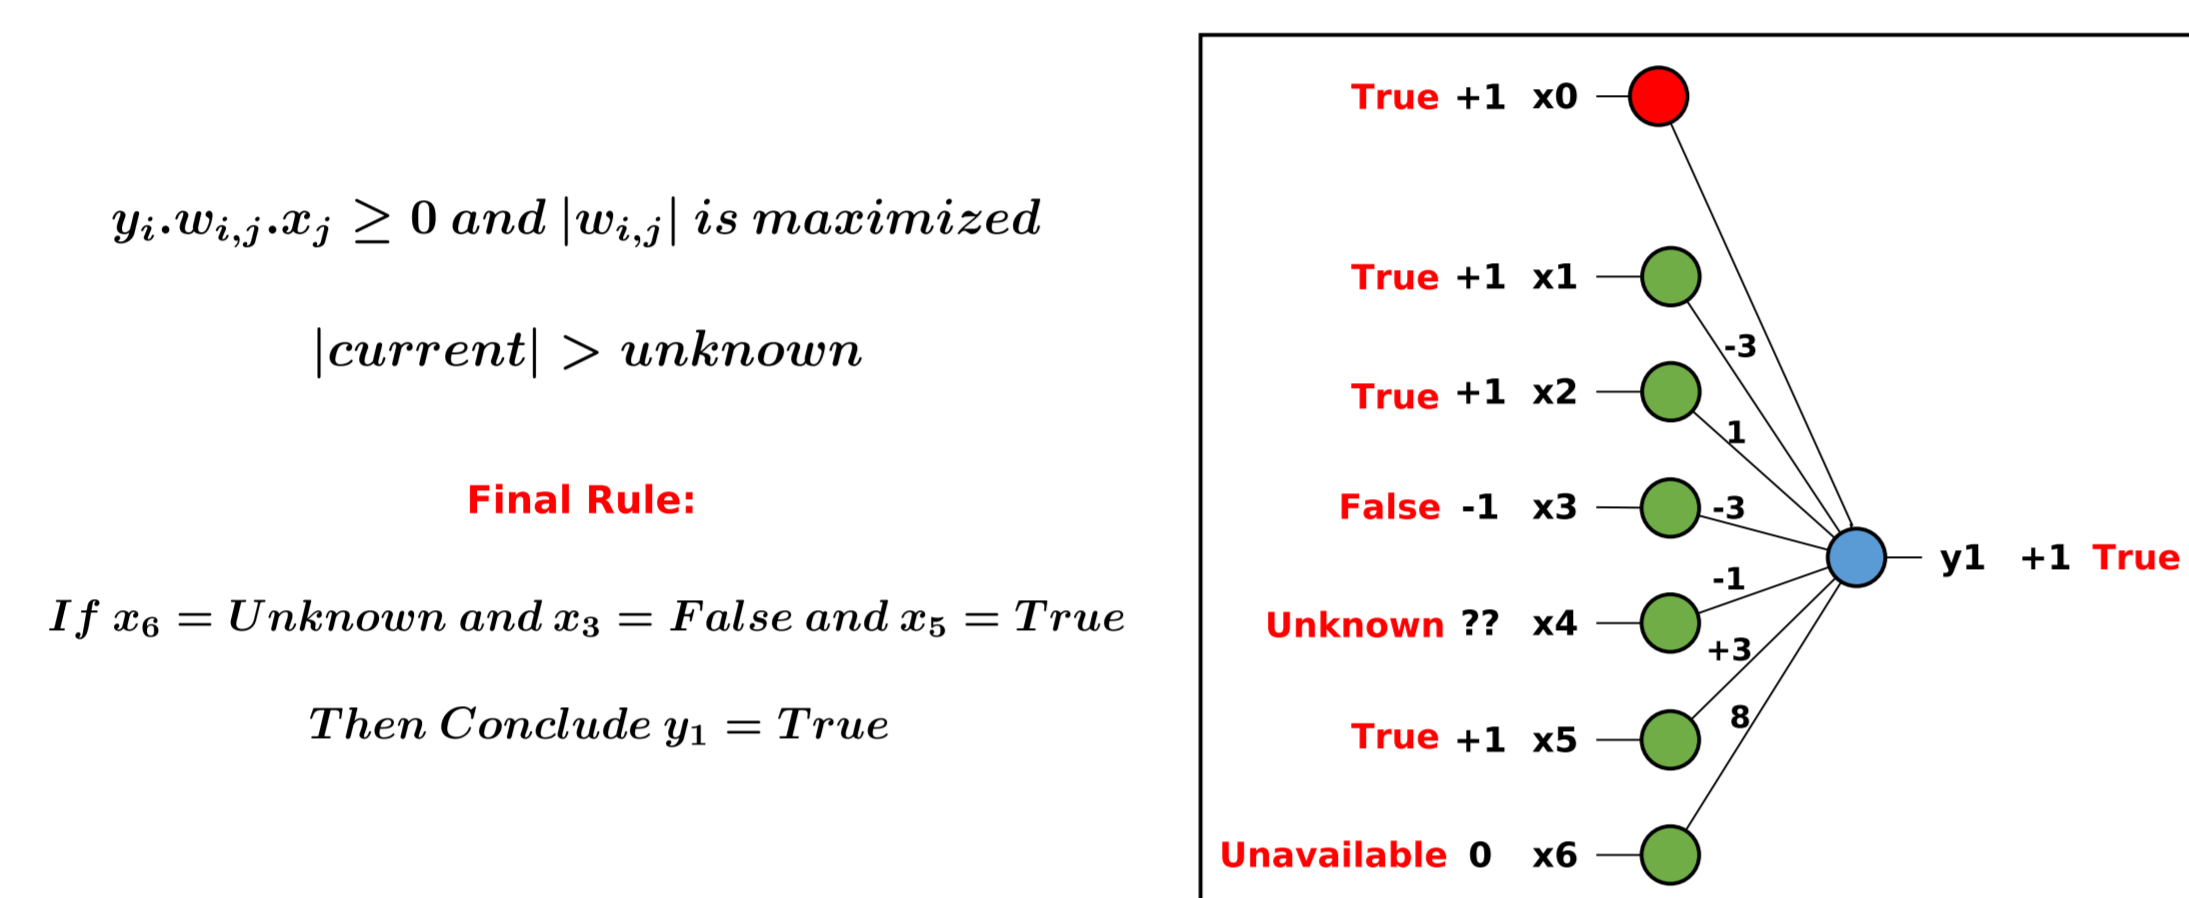 y_i.w_{i,j}.x_j ≥ 0 and |w_{i,j}| is maximized
|current| > unknown
Final Rule:
If x_6 = Unknown and x_3 = False and x_5 = True
Then Conclude y_1 = True
True +1 x0
True +1 x1
-3
True +1 x2
1
False -1 x3
-3
y1 +1 True
-1
Unknown ?? x4
+3
8
True +1 x5
Unavailable 0 x6